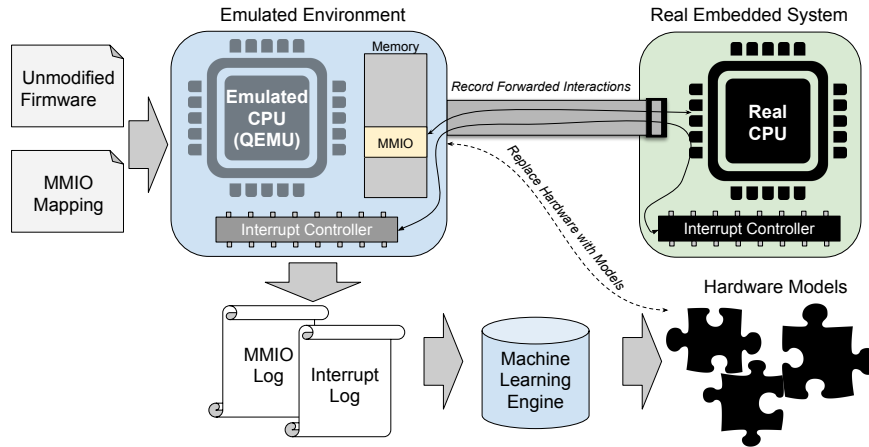 Emulated Environment
Real Embedded System
Unmodified
Firmware
MMIO
Mapping
Emulated
CPU
(QEMU)
Memory
MMIO
Interrupt Controller
Record Forwarded Interactions
Replace Hardware with Models
Real
CPU
Interrupt Controller
MMIO
Log
Interrupt
Log
Machine
Learning
Engine
Hardware Models